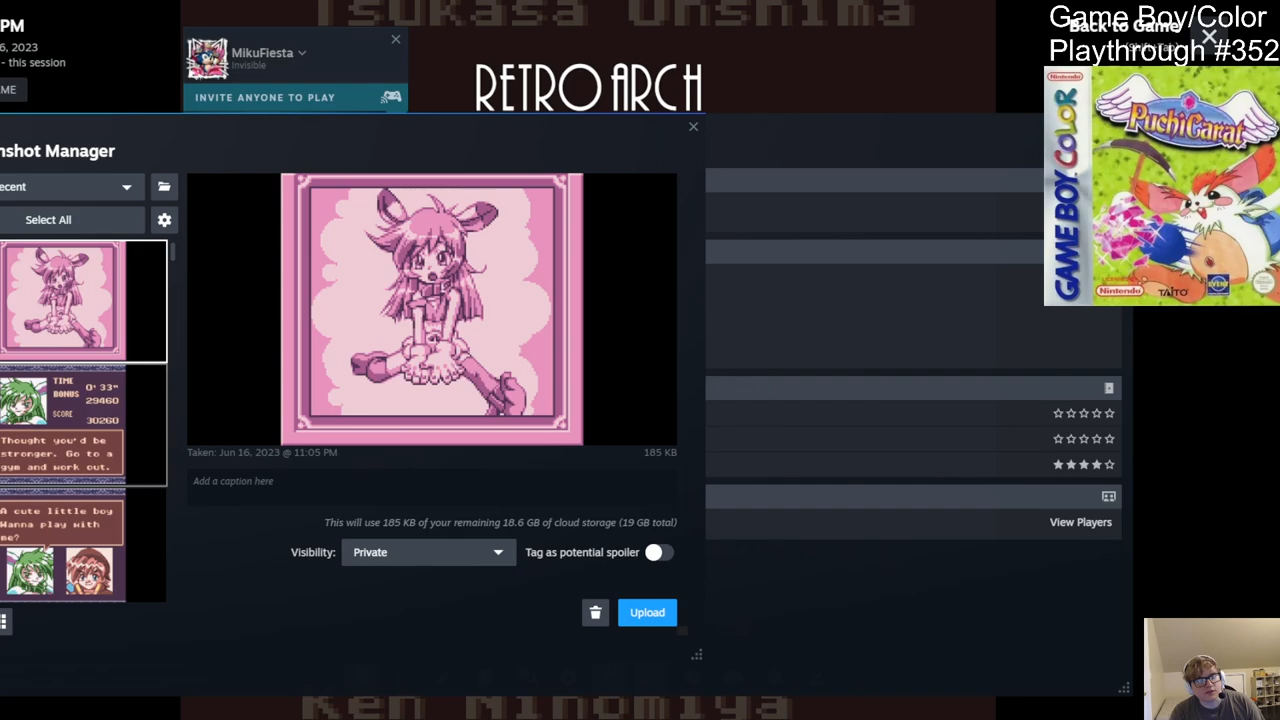 Tsukasa Ohshima
PM
6, 2023
- this session
ME
MikuFiesta
Invisible
INVITE ANYONE TO PLAY
RETROARCH
Back to Game
Game Boy/Color
Playthrough #352
nshot Manager
ecent
Select All
TIME
BONUS
0' 33"
29460
SCORE
30260
Thought you'd be
stronger. Go to a
gym and work out.
A cute little boy
Wanna play with
me?
Taken: Jun 16, 2023 @ 11:05 PM
185 KB
Add a caption here
This will use 185 KB of your remaining 18.6 GB of cloud storage (19 GB total)
Visibility:
Private
Tag as potential spoiler
Upload
View Players
Nintendo
GAME BOY COLOR
PuchiCarat
Nintendo
TAITO
EVENT
Ken Ninomiya